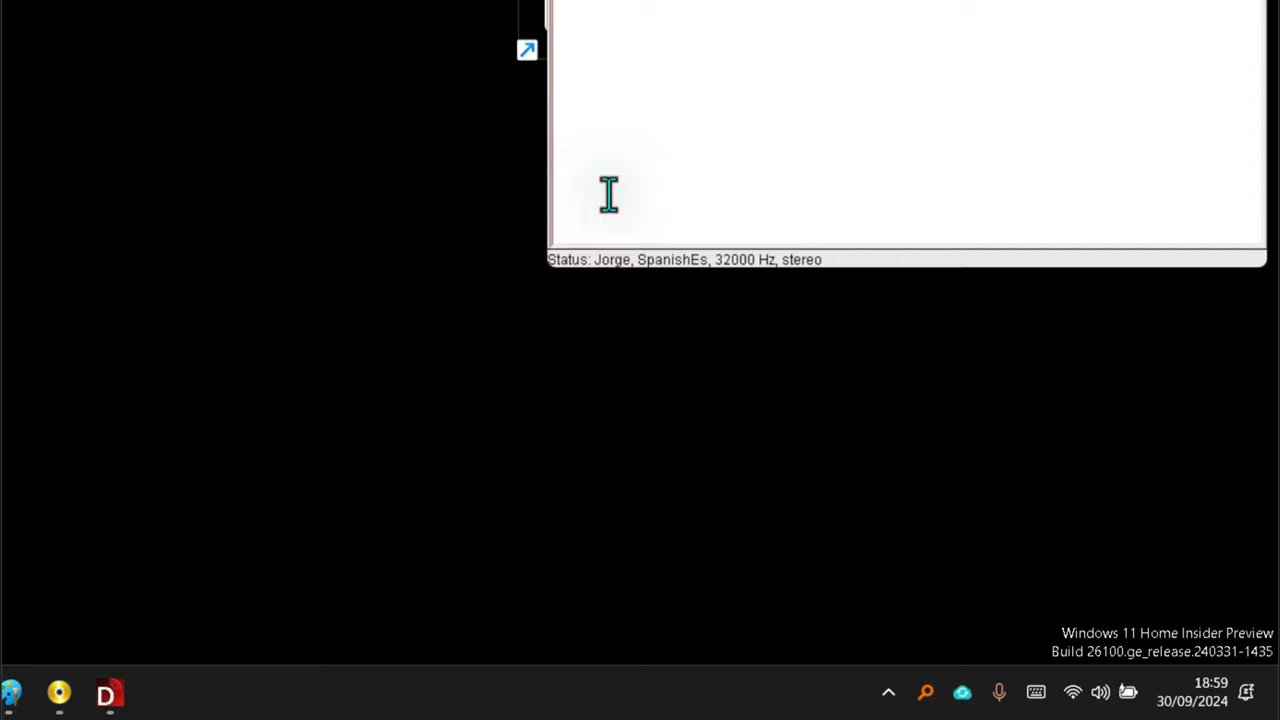 Status: Jorge, SpanishEs, 32000 Hz, stereo
Windows 11 Home Insider Preview
Build 26100.ge_release.240331-1435
D
18:59
30/09/2024